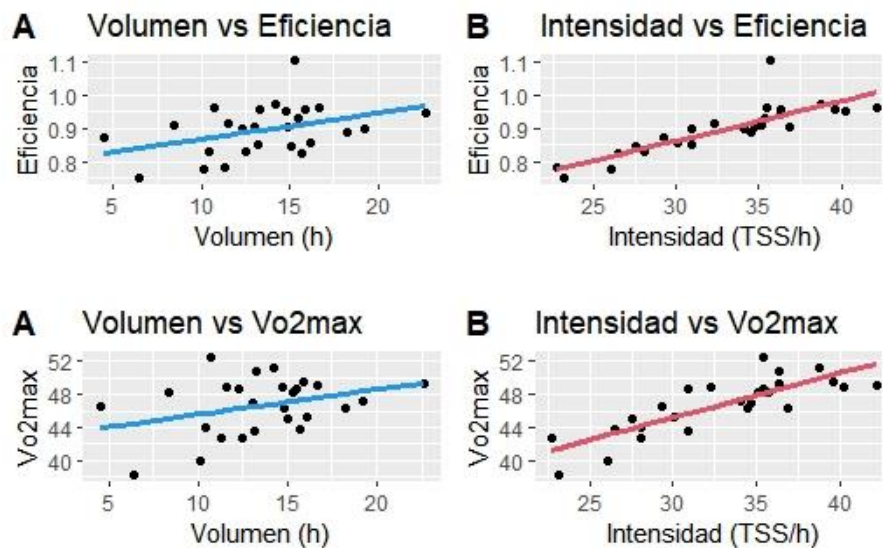 A Volumen vs Eficiencia
Eficiencia
1.1
1.0
0.9
0.8
5 10 15 20
Volumen (h)
B Intensidad vs Eficiencia
Eficiencia
1.1
1.0
0.9
0.8
25 30 35 40
Intensidad (TSS/h)
A Volumen vs Vo2max
Vo2max
52
48
44
40
5 10 15 20
Volumen (h)
B Intensidad vs Vo2max
Vo2max
52
48
44
40
25 30 35 40
Intensidad (TSS/h)